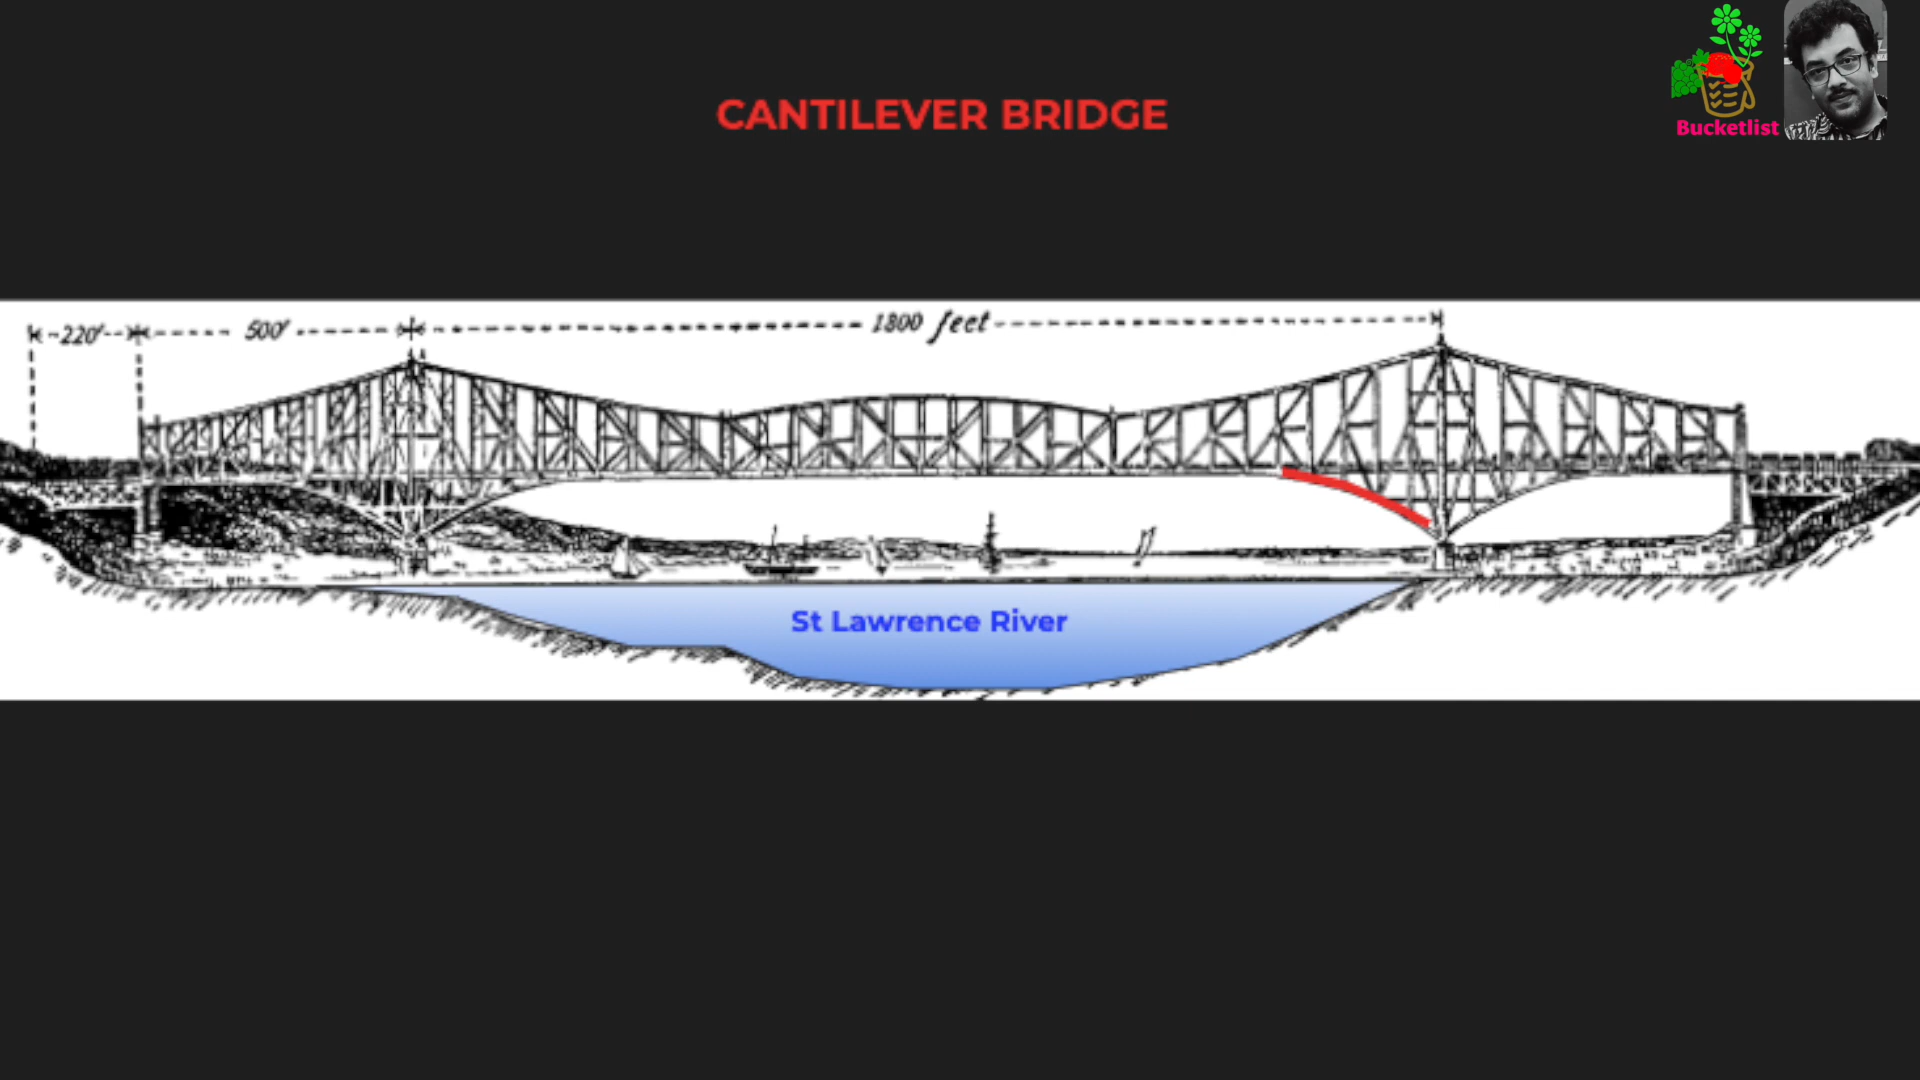 CANTILEVER BRIDGE
Bucketlist
220'
500'
1800 feet
St Lawrence River